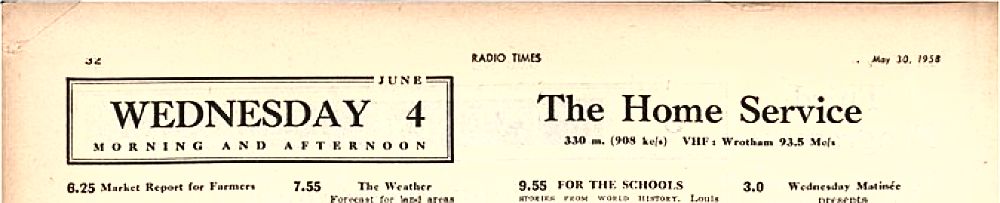 32 RADIO TIMES May 30, 1958
JUNE
WEDNESDAY 4
MORNING AND AFTERNOON
The Home Service
330 m. (908 kc/s) VHF: Wrotham 93.5 Mc/s
6.25 Market Report for Farmers
7.55 The Weather
Forecast for land areas
9.55 FOR THE SCHOOLS
STORIES FROM WORLD HISTORY. Louis
3.0 Wednesday Matinée
presents